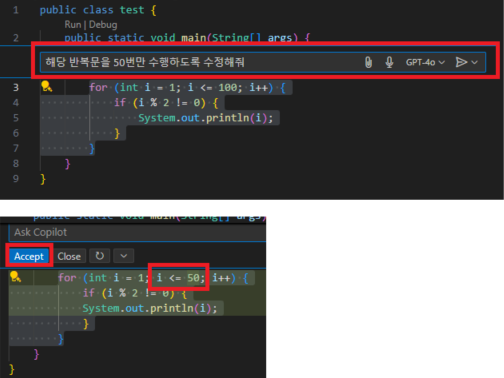 1 public class test {
Run | Debug
2 public static void main(String[] args) {
해당 반복문을 50번만 수행하도록 수정해줘 GPT-4o
3 for (int i = 1; i <= 100; i++) {
4 if (i % 2 != 0) {
5 System.out.println(i);
6 }
7 }
8 }
9 }
public static void main(String[] args)
Ask Copilot
Accept Close
for (int i = 1; i <= 50; i++) {
if (i % 2 != 0) {
System.out.println(i);
}
}
}
}